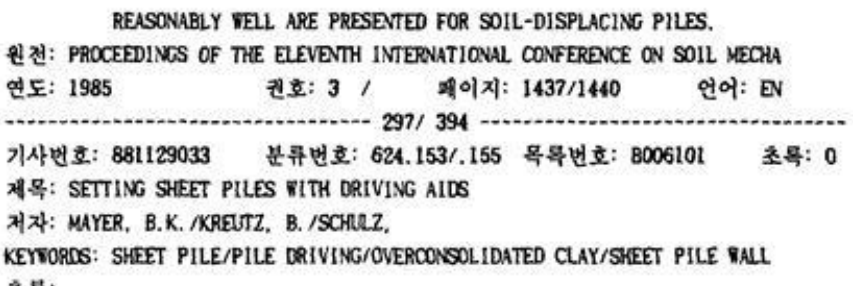 REASONABLY WELL ARE PRESENTED FOR SOIL-DISPLACING PILES.
원전: PROCEEDINGS OF THE ELEVENTH INTERNATIONAL CONFERENCE ON SOIL MECHA
연도: 1985 권호: 3 / 페이지: 1437/1440 언어: EN
---------------------------------- 297/ 394 ----------------------------------
기사번호: 881129033 분류번호: 624.153/.155 목록번호: B006101 초록: 0
제목: SETTING SHEET PILES WITH DRIVING AIDS
저자: MAYER, B.K./KREUTZ, B./SCHULZ,
KEYWORDS: SHEET PILE/PILE DRIVING/OVERCONSOLIDATED CLAY/SHEET PILE WALL